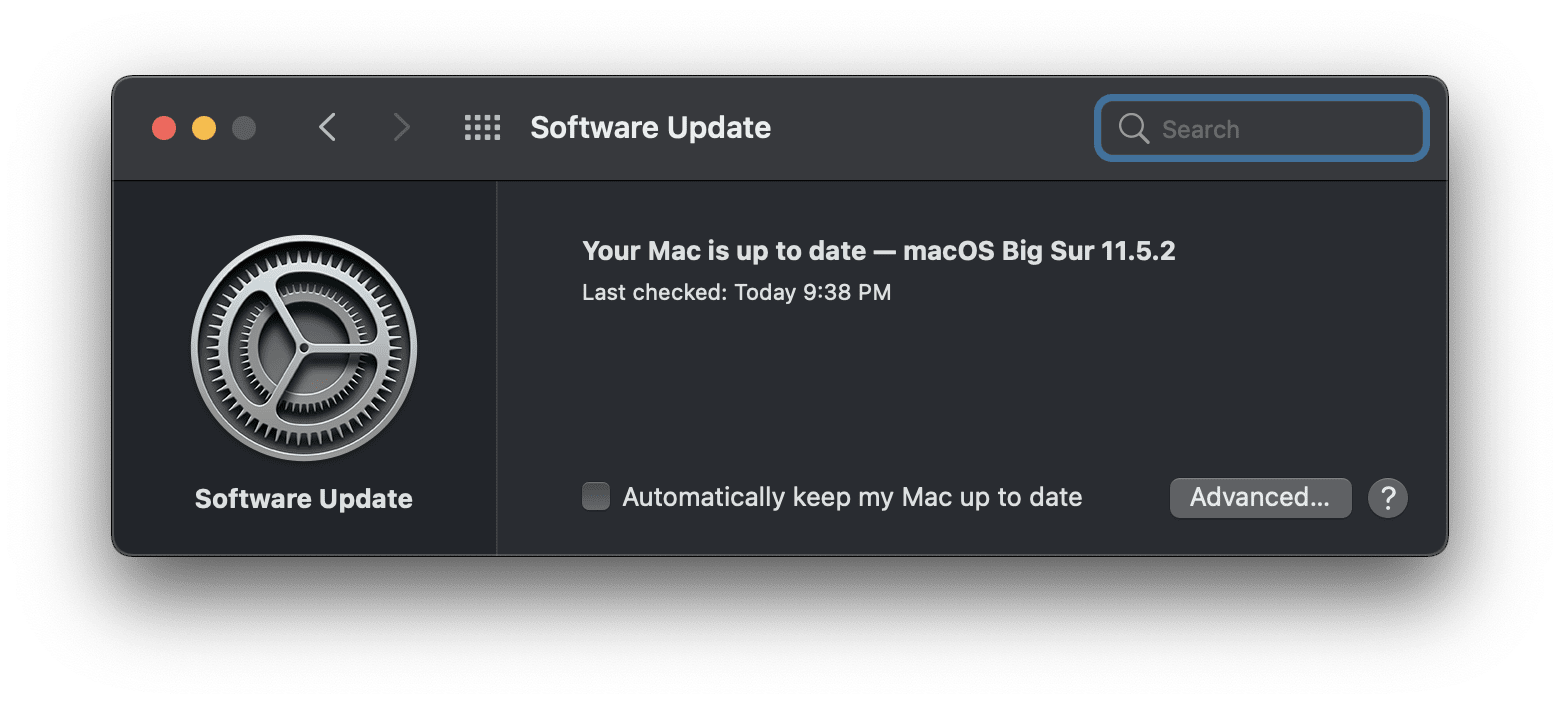 Software Update
Search
Software Update
Your Mac is up to date — macOS Big Sur 11.5.2
Last checked: Today 9:38 PM
Automatically keep my Mac up to date
Advanced...
?